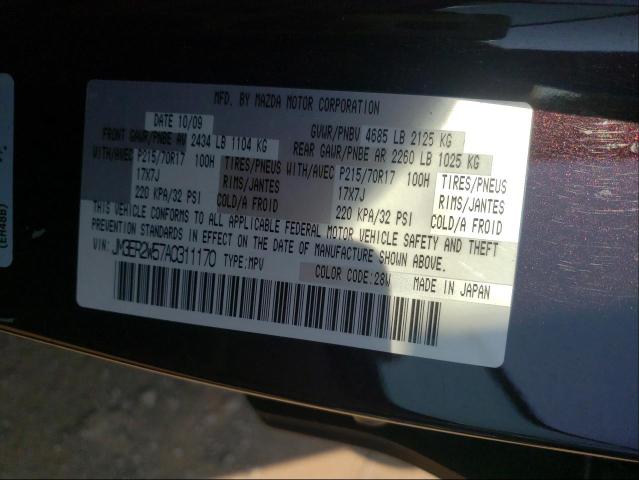 MFD. BY MAZDA MOTOR CORPORATION
DATE 10/09 GVWR/PNBV 4685 LB 2125 KG
FRONT GAWR/PNBE AV 2434 LB 1104 KG REAR GAWR/PNBE AR 2260 LB 1025 KG
WITH/AVEC P215/70R17 100H TIRES/PNEUS WITH/AVEC P215/70R17 100H TIRES/PNEUS
17X7J RIMS/JANTES 17X7J RIMS/JANTES
220 KPA/32 PSI COLD/A FROID 220 KPA/32 PSI COLD/A FROID
THIS VEHICLE CONFORMS TO ALL APPLICABLE FEDERAL MOTOR VEHICLE SAFETY AND THEFT
PREVENTION STANDARDS IN EFFECT ON THE DATE OF MANUFACTURE SHOWN ABOVE.
VIN: JM3ER2W57A0311170 TYPE: MPV COLOR CODE: 28W MADE IN JAPAN
(EH48B)